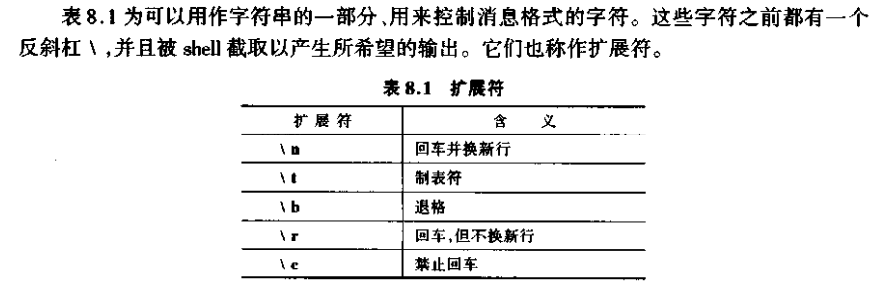 表8.1为可以用作字符串的一部分、用来控制消息格式的字符。这些字符之前都有一个
反斜杠 \ ,并且被 shell 截取以产生所希望的输出。它们也称作扩展符。
表 8.1 扩展符
扩展符 含 义
\n 回车并换新行
\t 制表符
\b 退格
\r 回车,但不换新行
\c 禁止回车